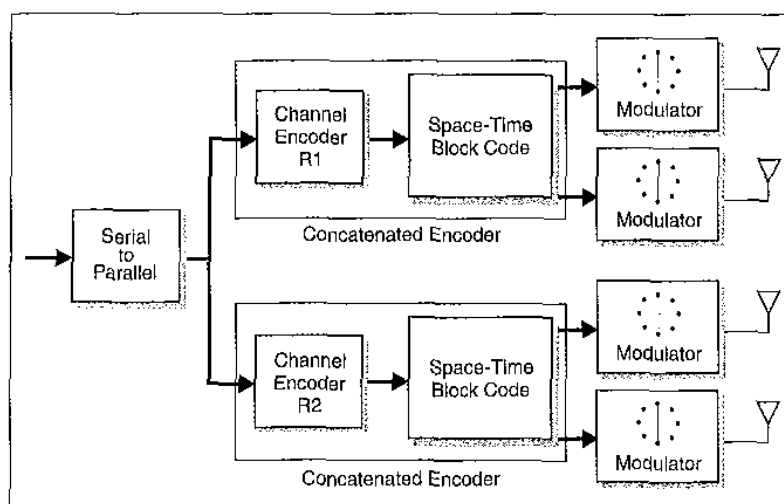 Channel
Encoder
R1
Space-Time
Block Code
Modulator
Modulator
Concatenated Encoder
Serial
to
Parallel
Channel
Encoder
R2
Space-Time
Block Code
Modulator
Modulator
Concatenated Encoder